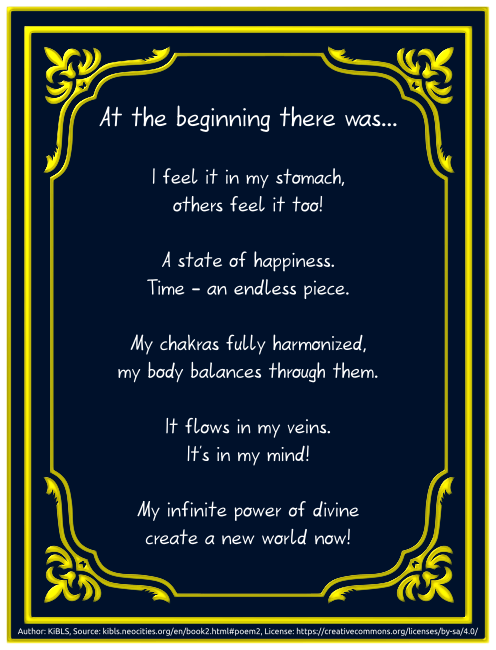 At the beginning there was...
I feel it in my stomach,
others feel it too!
A state of happiness.
Time – an endless piece.
My chakras fully harmonized,
my body balances through them.
It flows in my veins.
It's in my mind!
My infinite power of divine
create a new world now!
Author: KiBLS, Source: kibls.neocities.org/en/book2.html#poem2, License: https://creativecommons.org/licenses/by-sa/4.0/